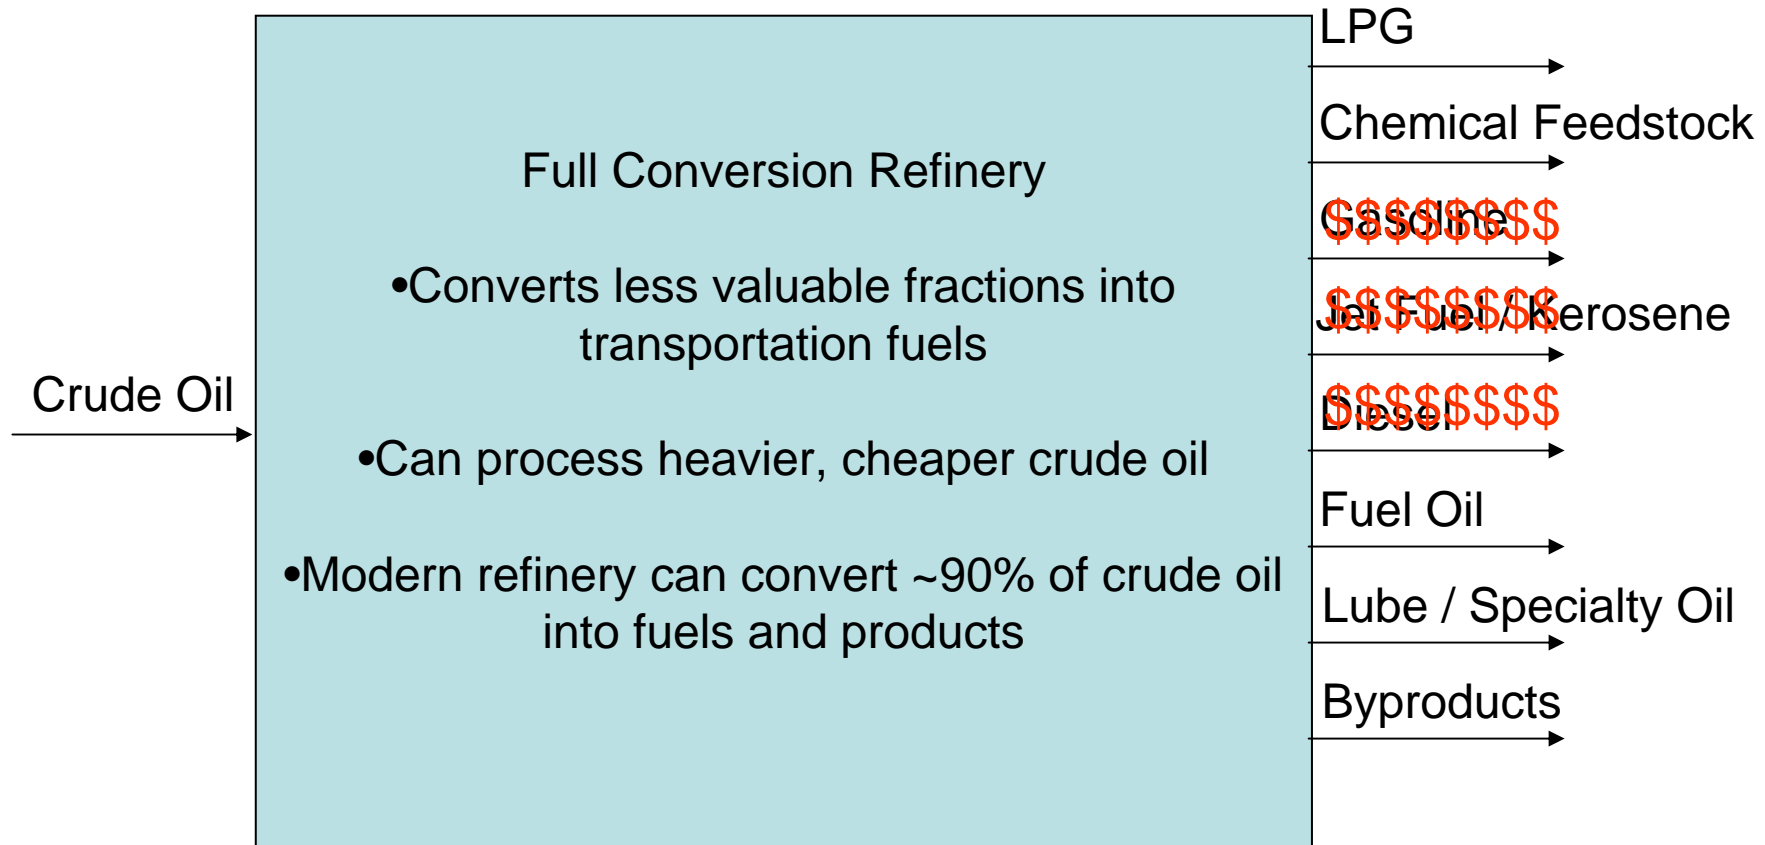 LPG
Chemical Feedstock
Full Conversion Refinery
Gasoline
$$$$$$$$
•Converts less valuable fractions into
transportation fuels
Jet Fuel / Kerosene
$$$$$$$$
Crude Oil
Diesel
$$$$$$$$
•Can process heavier, cheaper crude oil
Fuel Oil
•Modern refinery can convert ~90% of crude oil
into fuels and products
Lube / Specialty Oil
Byproducts